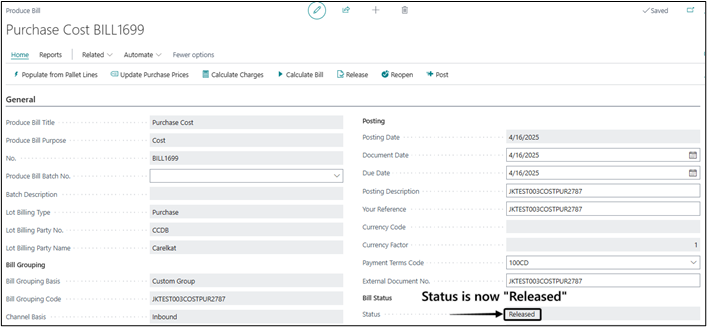 Produce Bill
Saved
Purchase Cost BILL1699
Home Reports Related Automate Fewer options
Populate from Pallet Lines Update Purchase Prices Calculate Charges Calculate Bill Release Reopen Post
General
Produce Bill Title Purchase Cost
Produce Bill Purpose Cost
No. BILL1699
Produce Bill Batch No.
Batch Description
Lot Billing Type Purchase
Lot Billing Party No. CCDB
Lot Billing Party Name Carelkat
Bill Grouping
Bill Grouping Basis Custom Group
Bill Grouping Code JKTEST003COSTPUR2787
Channel Basis Inbound
Posting
Posting Date 4/16/2025
Document Date 4/16/2025
Due Date 4/16/2025
Posting Description JKTEST003COSTPUR2787
Your Reference JKTEST003COSTPUR2787
Currency Code
Currency Factor 1
Payment Terms Code 100CD
External Document No. JKTEST003COSTPUR2787
Bill Status
Status is now "Released"
Status Released